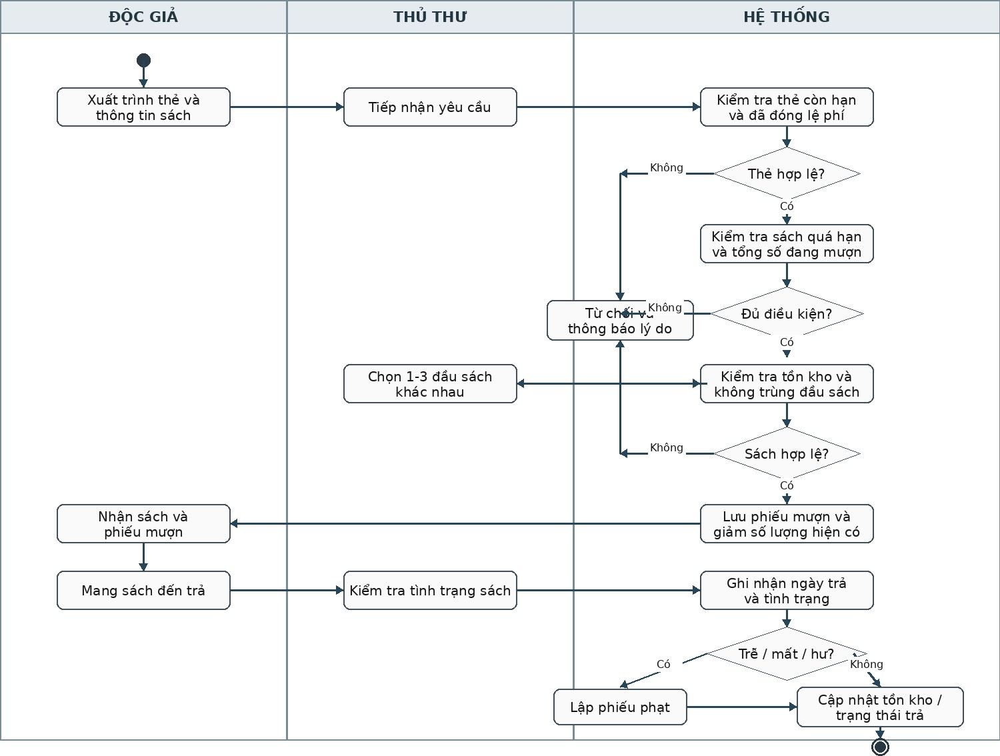 ĐỘC GIẢ
THỦ THƯ
HỆ THỐNG
Xuất trình thẻ và
thông tin sách
Tiếp nhận yêu cầu
Kiểm tra thẻ còn hạn
và đã đóng lệ phí
Không
Thẻ hợp lệ?
Có
Kiểm tra sách quá hạn
và tổng số đang mượn
Từ chối và
thông báo lý do
Không
Đủ điều kiện?
Có
Chọn 1-3 đầu sách
khác nhau
Kiểm tra tồn kho và
không trùng đầu sách
Không
Sách hợp lệ?
Có
Nhận sách và
phiếu mượn
Lưu phiếu mượn và
giảm số lượng hiện có
Mang sách đến trả
Kiểm tra tình trạng sách
Ghi nhận ngày trả
và tình trạng
Trễ / mất / hư?
Có
Không
Lập phiếu phạt
Cập nhật tồn kho /
trạng thái trả